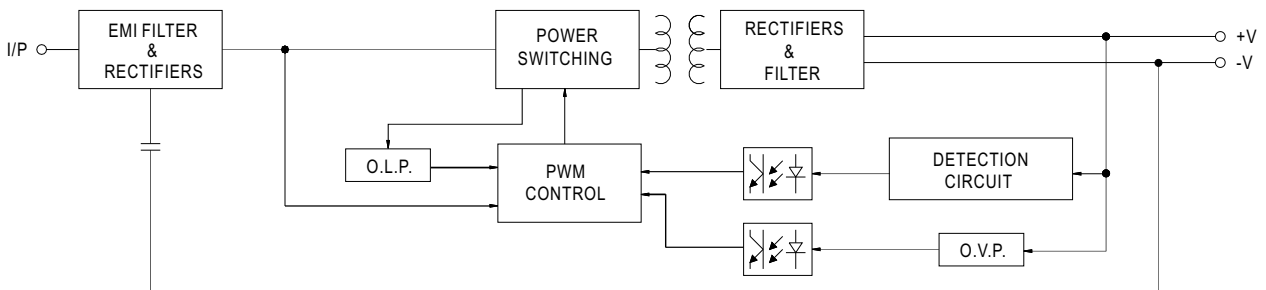 I/P
EMI FILTER
&
RECTIFIERS
POWER
SWITCHING
RECTIFIERS
&
FILTER
+V
-V
O.L.P.
PWM
CONTROL
DETECTION
CIRCUIT
O.V.P.